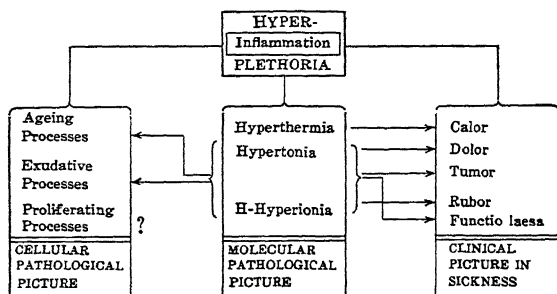 HYPER-
Inflammation
PLETHORIA
Ageing
Processes
Exudative
Processes
Proliferating
Processes ?
CELLULAR
PATHOLOGICAL
PICTURE
Hyperthermia
Hypertonia
H-Hyperionia
MOLECULAR
PATHOLOGICAL
PICTURE
Calor
Dolor
Tumor
Rubor
Functio laesa
CLINICAL
PICTURE IN
SICKNESS